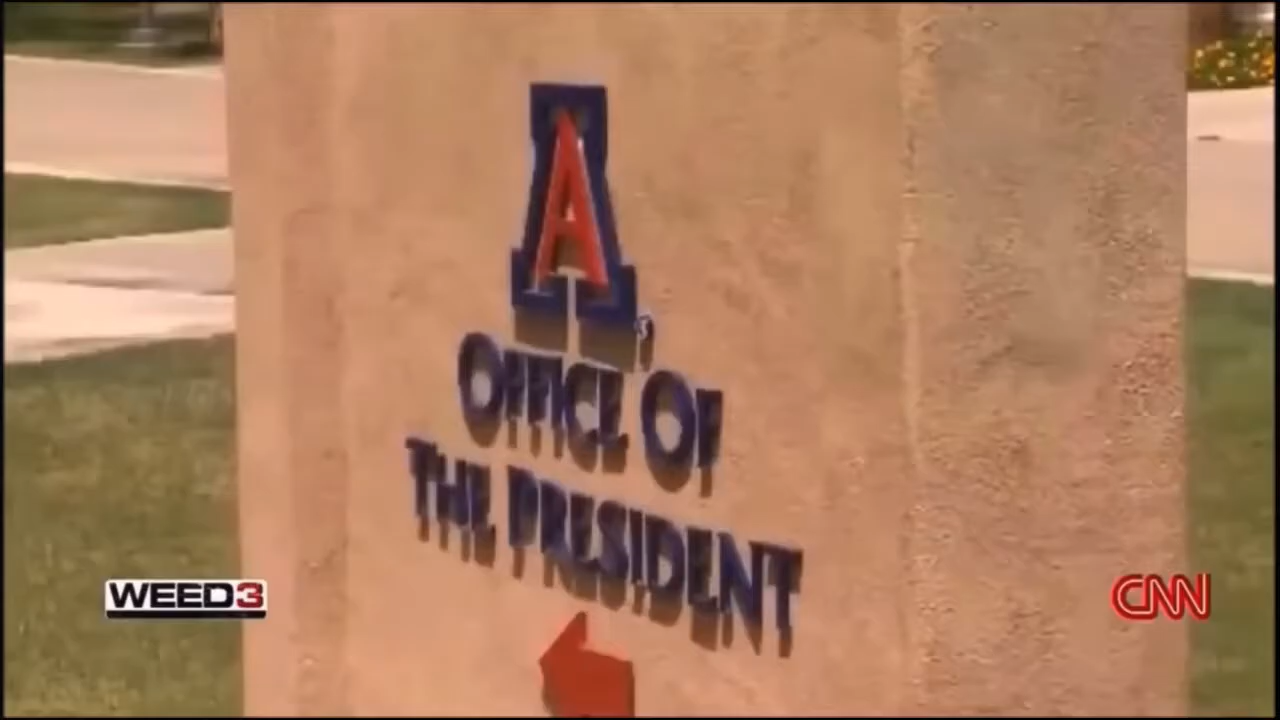 A®
OFFICE OF
THE PRESIDENT
WEED3
CNN